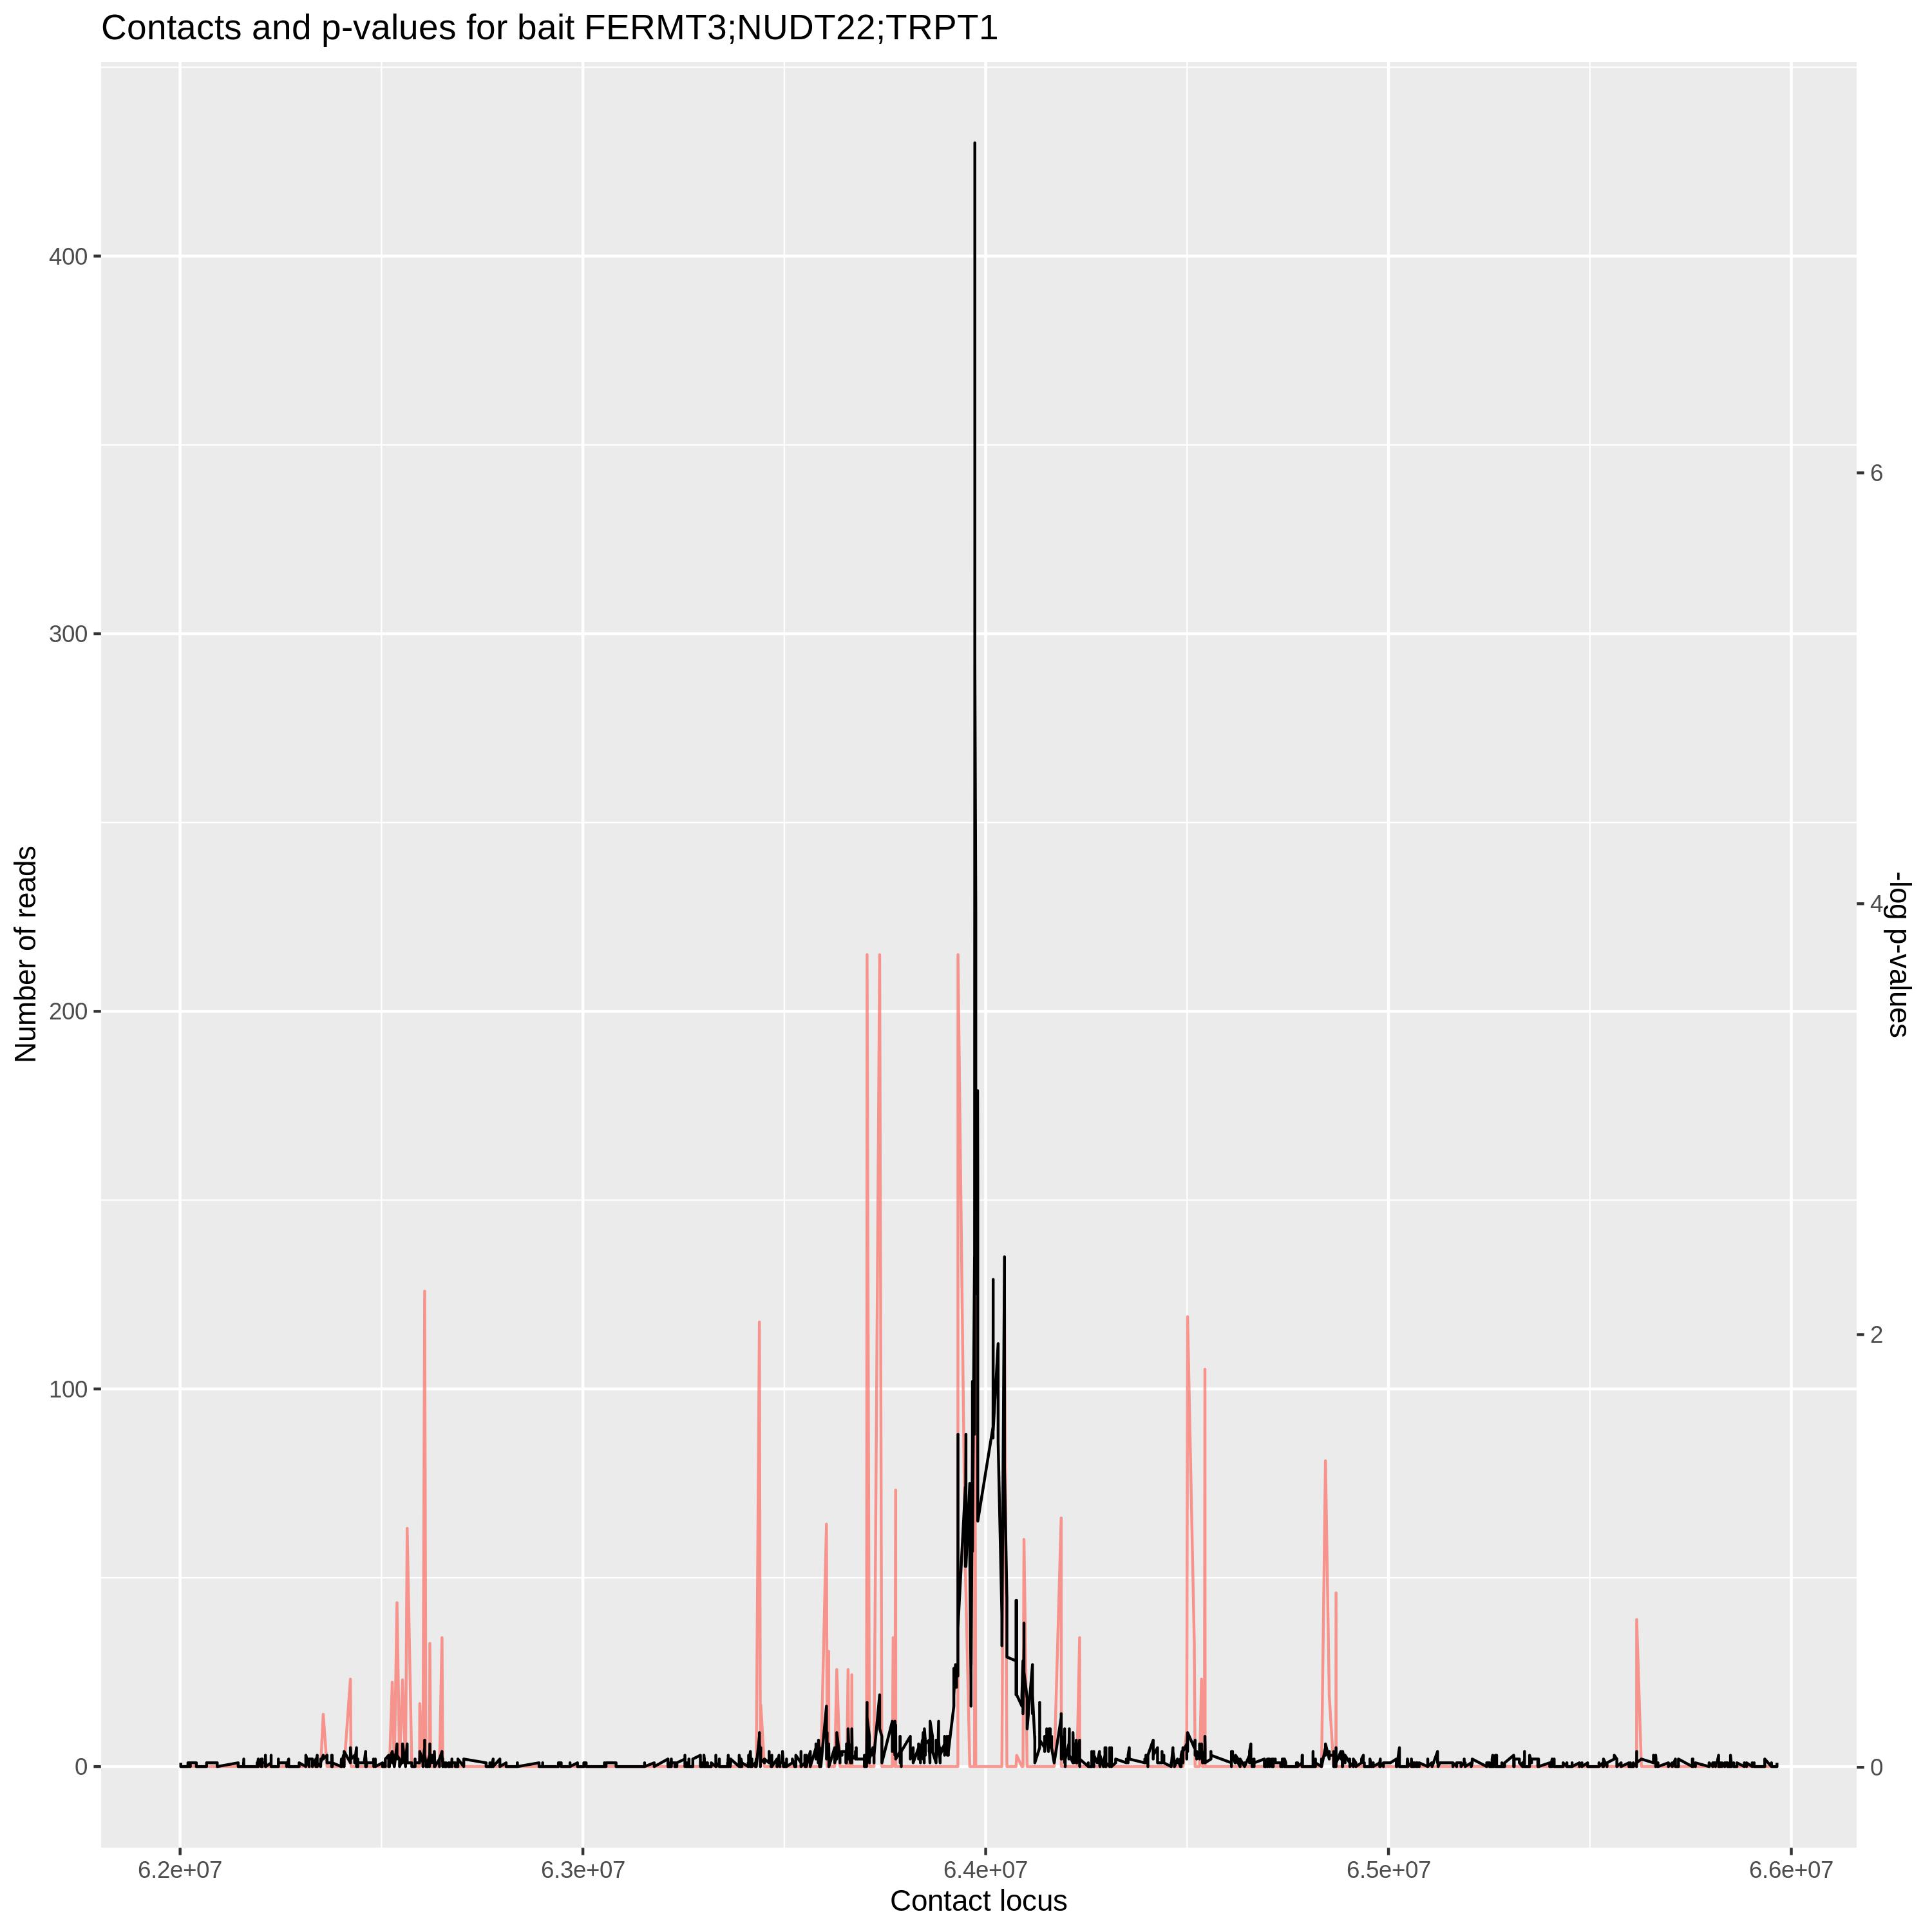 Contacts and p-values for bait FERMT3;NUDT22;TRPT1
400
300
200
100
0
Number of reads
6
4
2
0
-log p-values
6.2e+07
6.3e+07
6.4e+07
6.5e+07
6.6e+07
Contact locus